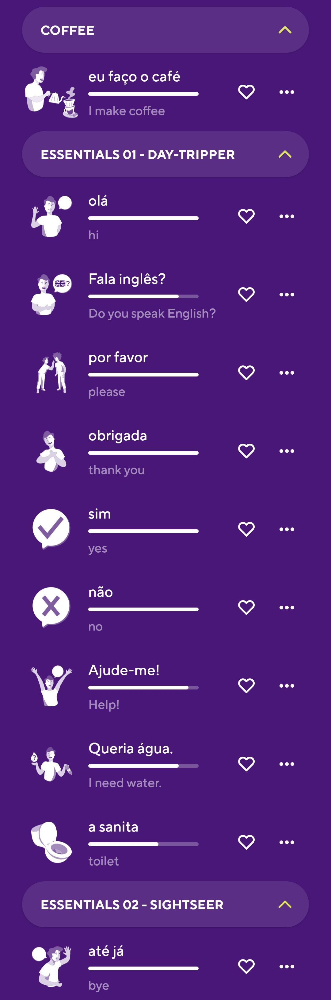 COFFEE
eu faço o café
I make coffee
ESSENTIALS 01 - DAY-TRIPPER
olá
hi
Fala inglês?
?
Do you speak English?
por favor
please
obrigada
thank you
sim
yes
não
no
Ajude-me!
Help!
Queria água.
?
I need water.
a sanita
toilet
ESSENTIALS 02 - SIGHTSEER
até já
bye